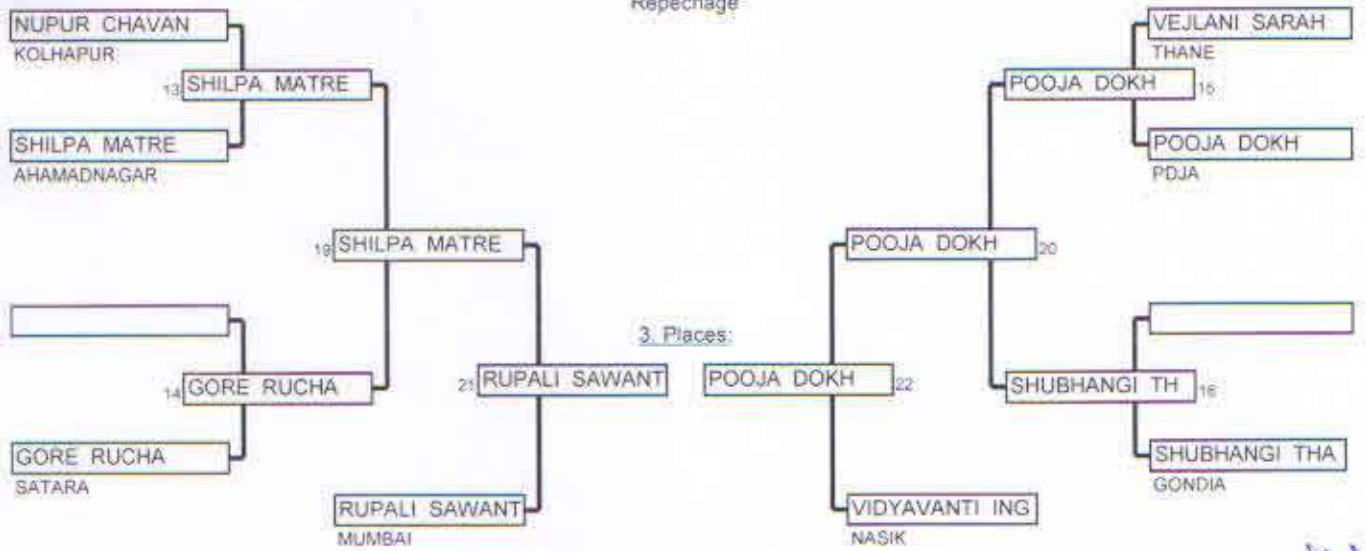 Repechage
NUPUR CHAVAN
KOLHAPUR
13 SHILPA MATRE
SHILPA MATRE
AHAMADNAGAR
19 SHILPA MATRE
14 GORE RUCHA
GORE RUCHA
SATARA
21 RUPALI SAWANT
RUPALI SAWANT
MUMBAI
3. Places:
VEJLANI SARAH
THANE
POOJA DOKH 15
POOJA DOKH
PDJA
POOJA DOKH 20
POOJA DOKH 22
SHUBHANGI TH 16
SHUBHANGI THA
GONDIA
VIDYAVANTI ING
NASIK